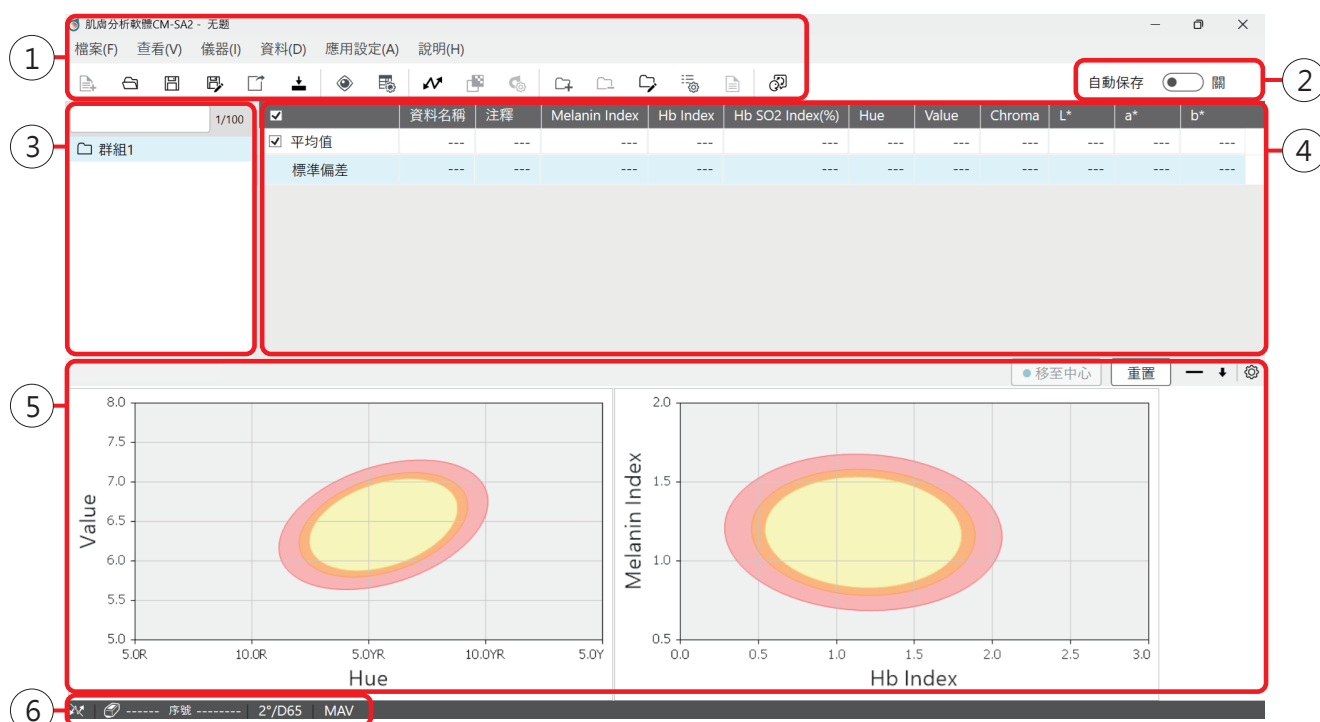 肌膚分析軟體CM-SA2 - 无题
檔案(F) 查看(V) 儀器(I) 資料(D) 應用設定(A) 說明(H)
1
自動保存 關
2
1/100
群組1
3
資料名稱 注釋 Melanin Index Hb Index Hb SO2 Index(%) Hue Value Chroma L* a* b*
平均值 --- --- --- --- --- --- --- --- --- --- ---
標準偏差 --- --- --- --- --- --- --- --- --- --- ---
4
移至中心 重置
5
8.0
7.5
7.0
6.5
6.0
5.5
5.0
Value
5.0R 10.0R 5.0YR 10.0YR 5.0Y
Hue
2.0
1.5
1.0
0.5
Melanin Index
0.0 0.5 1.0 1.5 2.0 2.5 3.0
Hb Index
6
------ 序號 -------- 2°/D65 MAV